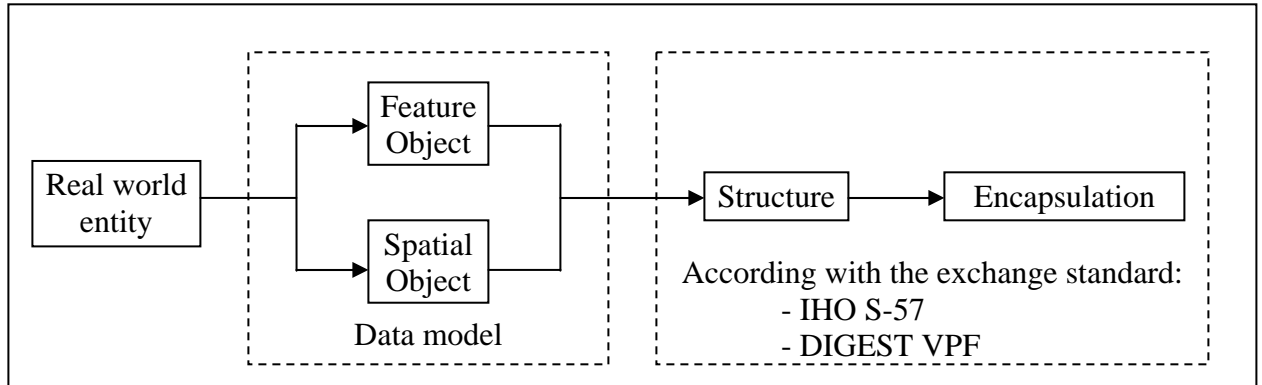 Feature
Object
Real world
entity
Structure
Encapsulation
Spatial
Object
Data model
According with the exchange standard:
- IHO S-57
- DIGEST VPF